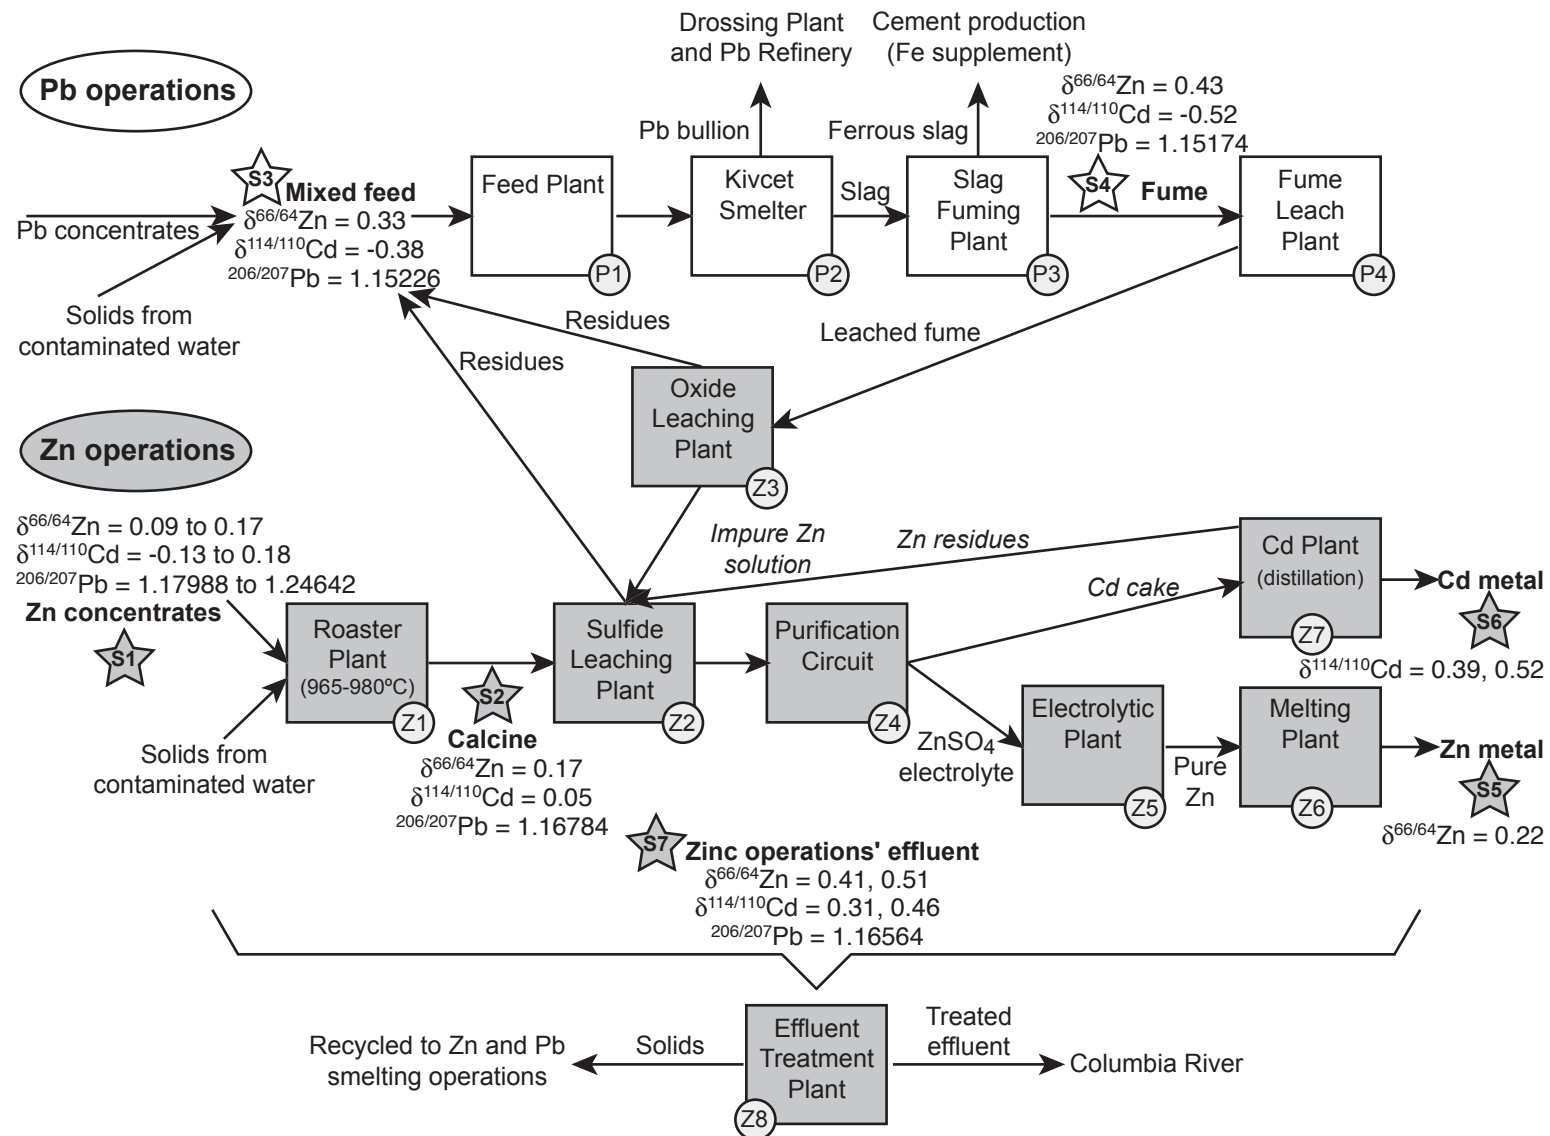 Drossing Plant
and Pb Refinery
Cement production
(Fe supplement)
Pb operations
δ66/64Zn = 0.43
δ114/110Cd = -0.52
206/207Pb = 1.15174
Pb bullion
Ferrous slag
S3
Mixed feed
δ66/64Zn = 0.33
δ114/110Cd = -0.38
206/207Pb = 1.15226
Pb concentrates
Solids from
contaminated water
Feed Plant
P1
Kivcet
Smelter
P2
Slag
Slag
Fuming
Plant
P3
S4
Fume
Fume
Leach
Plant
P4
Residues
Residues
Leached fume
Oxide
Leaching
Plant
Z3
Zn operations
δ66/64Zn = 0.09 to 0.17
δ114/110Cd = -0.13 to 0.18
206/207Pb = 1.17988 to 1.24642
Zn concentrates
S1
Impure Zn
solution
Zn residues
Cd cake
Cd Plant
(distillation)
Z7
Cd metal
S6
δ114/110Cd = 0.39, 0.52
Roaster
Plant
(965-980ºC)
Z1
Solids from
contaminated water
S2
Calcine
δ66/64Zn = 0.17
δ114/110Cd = 0.05
206/207Pb = 1.16784
Sulfide
Leaching
Plant
Z2
Purification
Circuit
Z4
ZnSO4
electrolyte
Electrolytic
Plant
Z5
Pure
Zn
Melting
Plant
Z6
Zn metal
S5
δ66/64Zn = 0.22
S7
Zinc operations' effluent
δ66/64Zn = 0.41, 0.51
δ114/110Cd = 0.31, 0.46
206/207Pb = 1.16564
Recycled to Zn and Pb
smelting operations
Solids
Effluent
Treatment
Plant
Z8
Treated
effluent
Columbia River